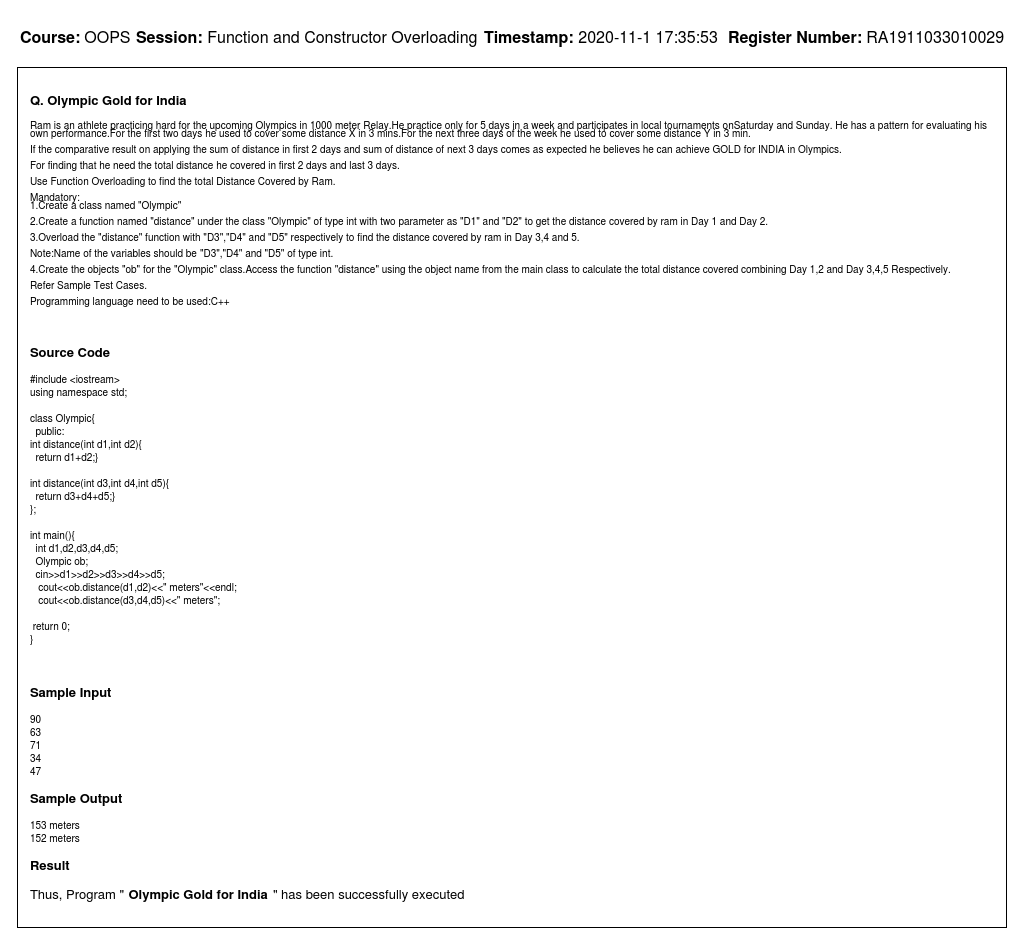 Course: OOPS Session: Function and Constructor Overloading Timestamp: 2020-11-1 17:35:53 Register Number: RA1911033010029
Q. Olympic Gold for India
Ram is an athlete practicing hard for the upcoming Olympics in 1000 meter Relay.He practice only for 5 days in a week and participates in local tournaments onSaturday and Sunday. He has a pattern for evaluating his
own performance.For the first two days he used to cover some distance X in 3 mins.For the next three days of the week he used to cover some distance Y in 3 min.
If the comparative result on applying the sum of distance in first 2 days and sum of distance of next 3 days comes as expected he believes he can achieve GOLD for INDIA in Olympics.
For finding that he need the total distance he covered in first 2 days and last 3 days.
Use Function Overloading to find the total Distance Covered by Ram.
Mandatory:
1.Create a class named "Olympic"
2.Create a function named "distance" under the class "Olympic" of type int with two parameter as "D1" and "D2" to get the distance covered by ram in Day 1 and Day 2.
3.Overload the "distance" function with "D3","D4" and "D5" respectively to find the distance covered by ram in Day 3,4 and 5.
Note:Name of the variables should be "D3","D4" and "D5" of type int.
4.Create the objects "ob" for the "Olympic" class.Access the function "distance" using the object name from the main class to calculate the total distance covered combining Day 1,2 and Day 3,4,5 Respectively.
Refer Sample Test Cases.
Programming language need to be used:C++
Source Code
#include <iostream>
using namespace std;
class Olympic{
public:
int distance(int d1,int d2){
return d1+d2;}
int distance(int d3,int d4,int d5){
return d3+d4+d5;}
};
int main(){
int d1,d2,d3,d4,d5;
Olympic ob;
cin>>d1>>d2>>d3>>d4>>d5;
cout<<ob.distance(d1,d2)<<" meters"<<endl;
cout<<ob.distance(d3,d4,d5)<<" meters";
return 0;
}
Sample Input
90
63
71
34
47
Sample Output
153 meters
152 meters
Result
Thus, Program " Olympic Gold for India " has been successfully executed